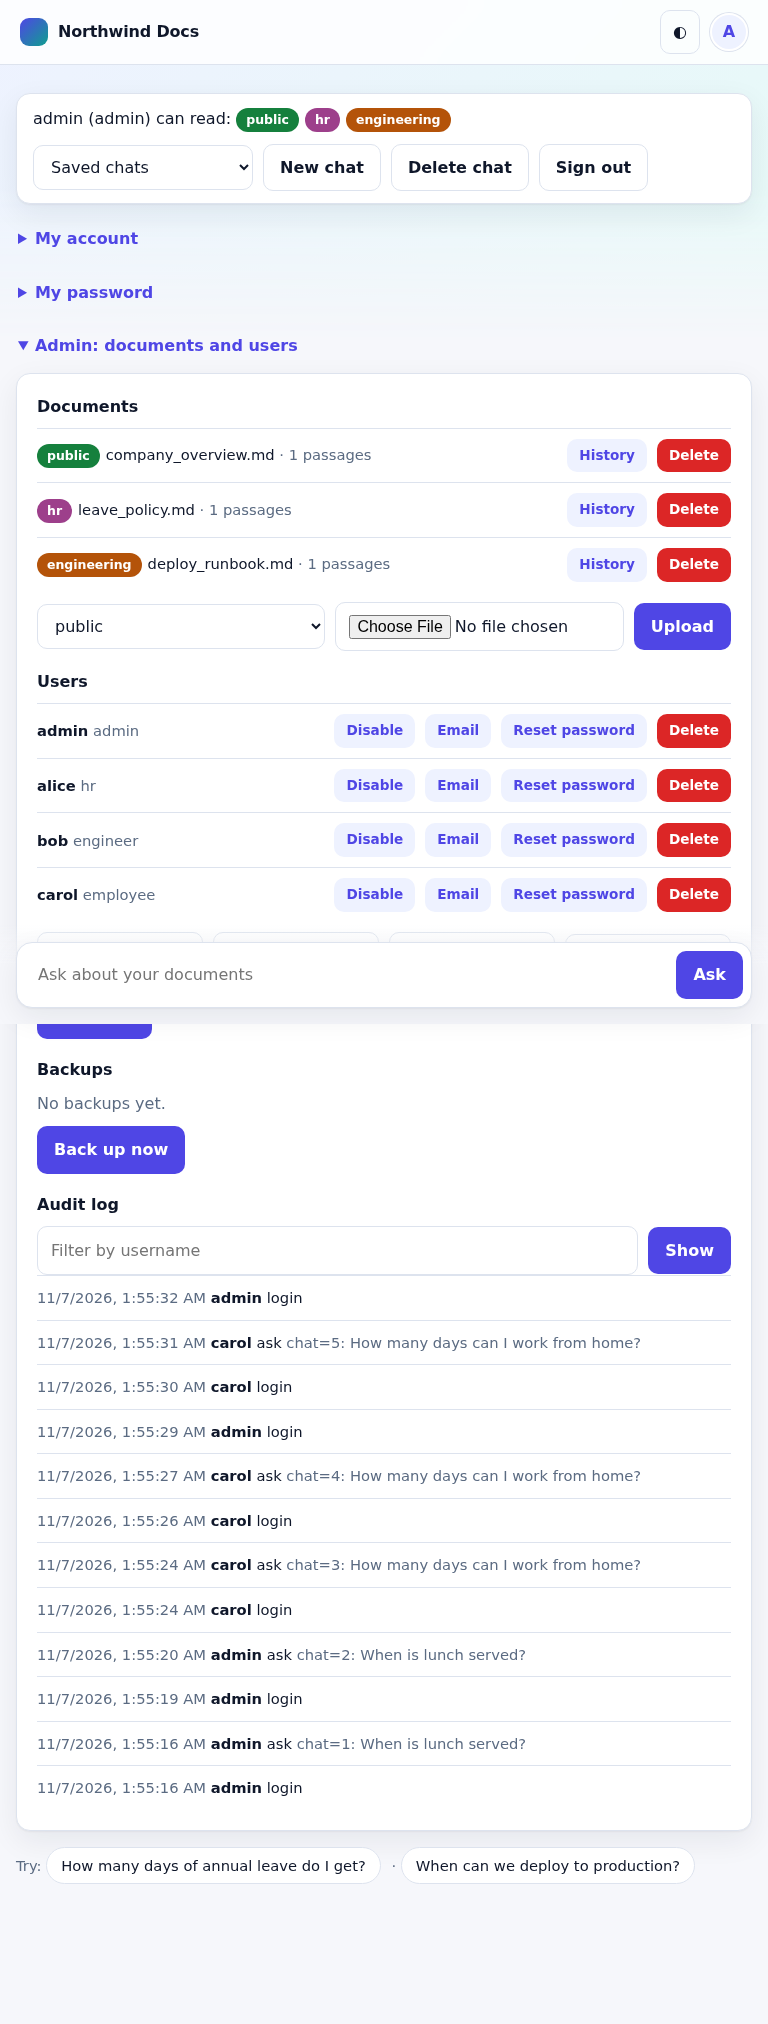 Northwind Docs
◐
A
admin (admin) can read: public hr engineering
Saved chats New chat Delete chat Sign out
▶ My account
▶ My password
▼ Admin: documents and users
Documents
public company_overview.md · 1 passages History Delete
hr leave_policy.md · 1 passages History Delete
engineering deploy_runbook.md · 1 passages History Delete
public Choose File No file chosen Upload
Users
admin admin Disable Email Reset password Delete
alice hr Disable Email Reset password Delete
bob engineer Disable Email Reset password Delete
carol employee Disable Email Reset password Delete
Ask about your documents Ask
Backups
No backups yet.
Back up now
Audit log
Filter by username Show
11/7/2026, 1:55:32 AM admin login
11/7/2026, 1:55:31 AM carol ask chat=5: How many days can I work from home?
11/7/2026, 1:55:30 AM carol login
11/7/2026, 1:55:29 AM admin login
11/7/2026, 1:55:27 AM carol ask chat=4: How many days can I work from home?
11/7/2026, 1:55:26 AM carol login
11/7/2026, 1:55:24 AM carol ask chat=3: How many days can I work from home?
11/7/2026, 1:55:24 AM carol login
11/7/2026, 1:55:20 AM admin ask chat=2: When is lunch served?
11/7/2026, 1:55:19 AM admin login
11/7/2026, 1:55:16 AM admin ask chat=1: When is lunch served?
11/7/2026, 1:55:16 AM admin login
Try: How many days of annual leave do I get? · When can we deploy to production?